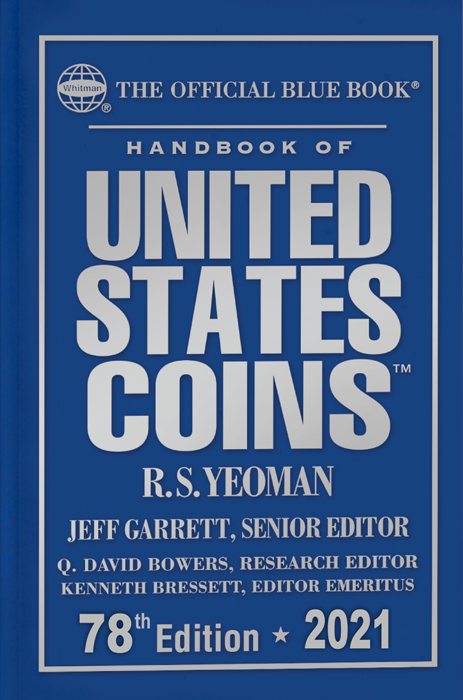 Whitman®
THE OFFICIAL BLUE BOOK®
HANDBOOK OF
UNITED
STATES
COINS™
R.S. YEOMAN
JEFF GARRETT, SENIOR EDITOR
Q. DAVID BOWERS, RESEARCH EDITOR
KENNETH BRESSETT, EDITOR EMERITUS
78th Edition ★ 2021